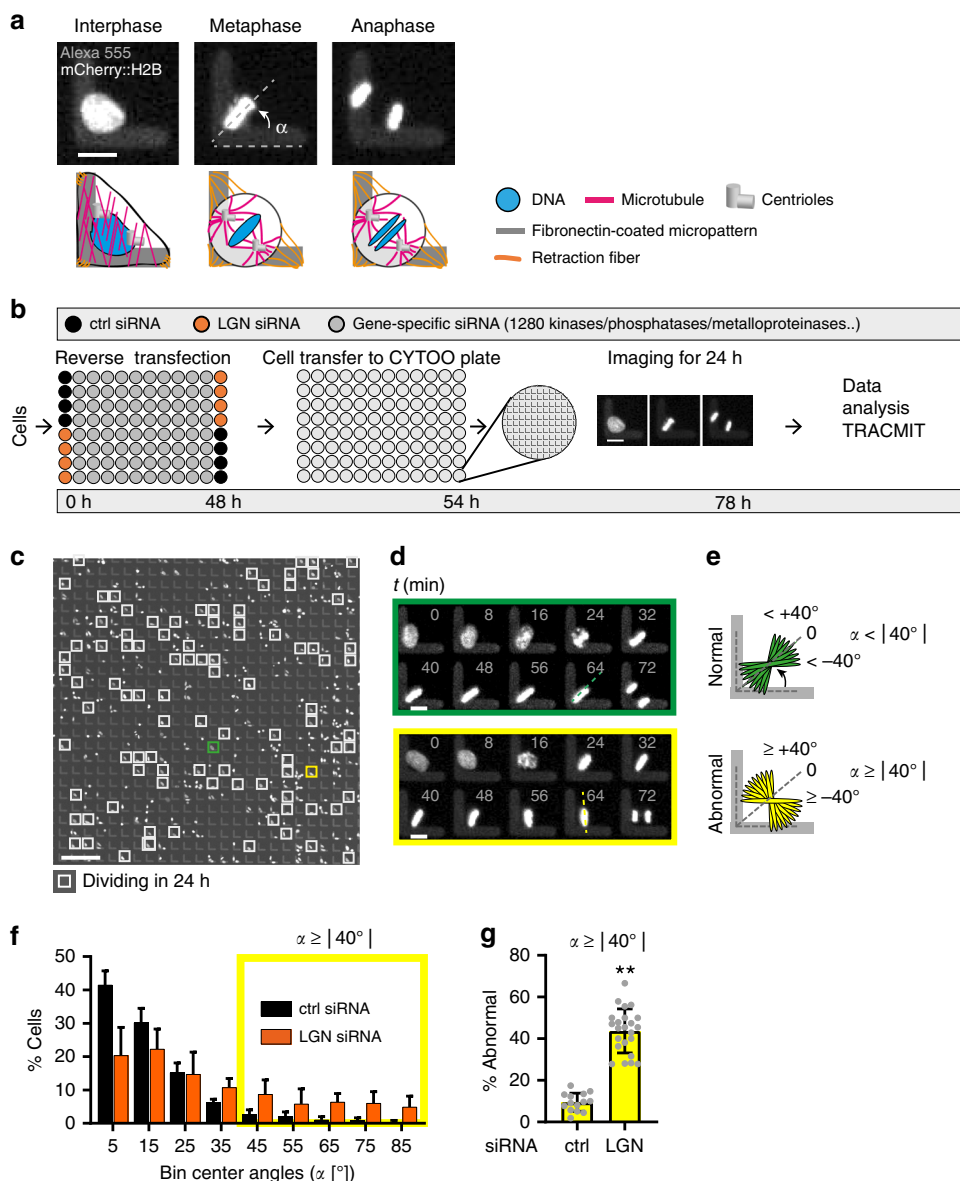 a
Interphase Metaphase Anaphase
Alexa 555
mCherry::H2B
α
DNA Microtubule Centrioles
Fibronectin-coated micropattern
Retraction fiber
b
ctrl siRNA LGN siRNA Gene-specific siRNA (1280 kinases/phosphatases/metalloproteinases..)
Reverse transfection Cell transfer to CYTOO plate Imaging for 24 h
Cells
Data
analysis
TRACMIT
0 h 48 h 54 h 78 h
c
Dividing in 24 h
d
t (min)
0 8 16 24 32
40 48 56 64 72
0 8 16 24 32
40 48 56 64 72
e
Normal
< +40°
0
< −40°
α < | 40° |
Abnormal
≥ +40°
0
≥ −40°
α ≥ | 40° |
f
α ≥ | 40° |
% Cells
50
40
30
20
10
0
ctrl siRNA
LGN siRNA
5 15 25 35 45 55 65 75 85
Bin center angles (α [°])
g
α ≥ | 40° |
% Abnormal
80
60
40
20
0
**
siRNA ctrl LGN